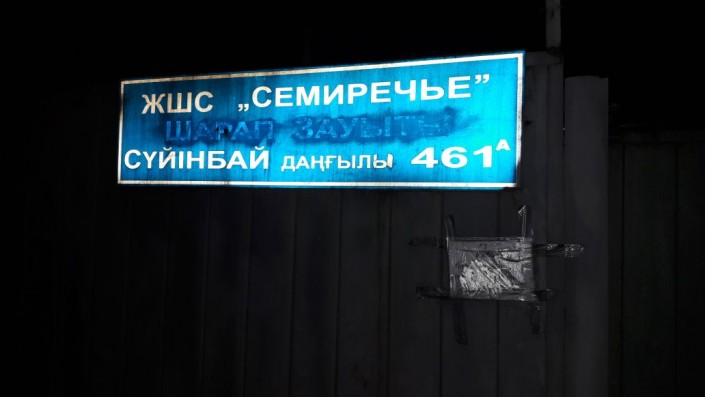 ЖШС „СЕМИРЕЧЬЕ”
ШАРАП ЗАУЫТЫ
СҮЙІНБАЙ ДАҢҒЫЛЫ 461А